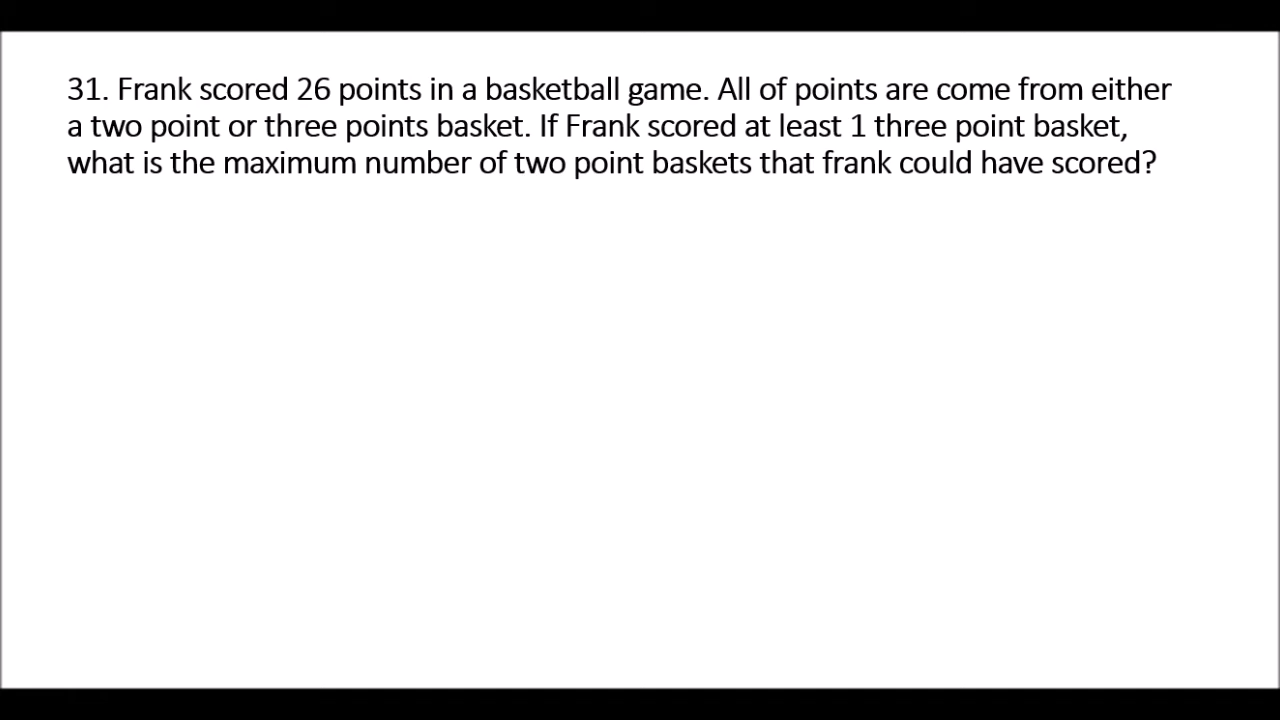 31. Frank scored 26 points in a basketball game. All of points are come from either
a two point or three points basket. If Frank scored at least 1 three point basket,
what is the maximum number of two point baskets that frank could have scored?